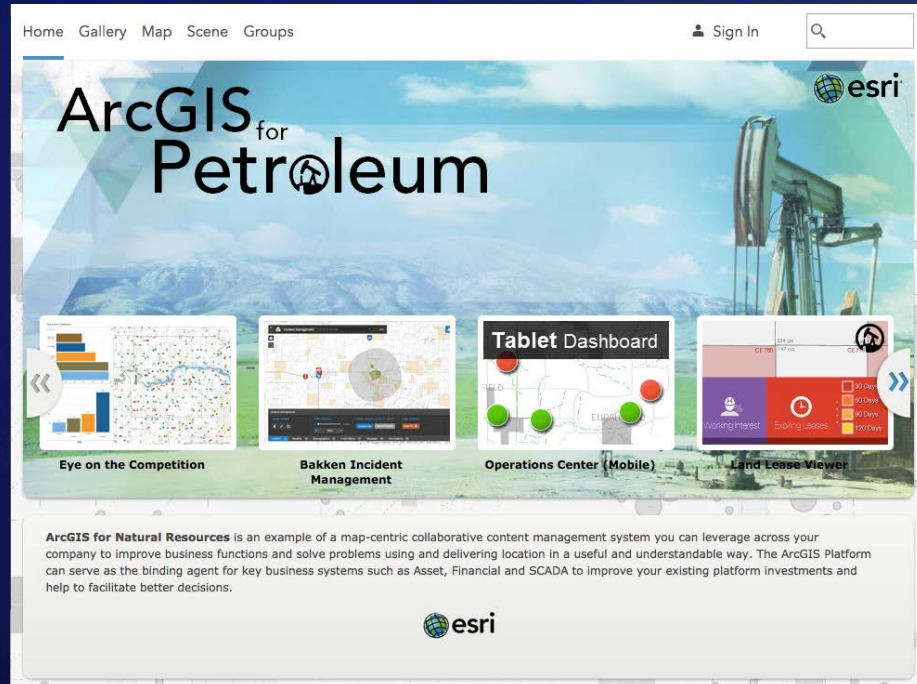 Home Gallery Map Scene Groups Sign In
esri
ArcGIS
for
Petroleum
Tablet Dashboard
Working Interest
Expiring Leases
30 Days
60 Days
90 Days
120 Days
Eye on the Competition
Bakken Incident
Management
Operations Center (Mobile)
Land Lease Viewer
ArcGIS for Natural Resources is an example of a map-centric collaborative content management system you can leverage across your
company to improve business functions and solve problems using and delivering location in a useful and understandable way. The ArcGIS Platform
can serve as the binding agent for key business systems such as Asset, Financial and SCADA to improve your existing platform investments and
help to facilitate better decisions.
esri